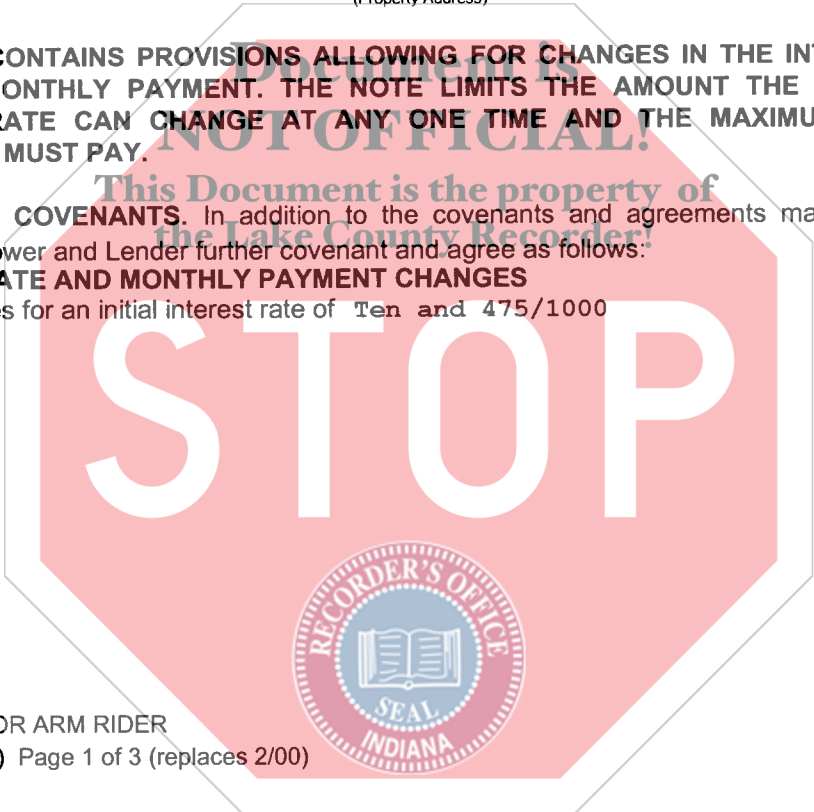 (Property Address)
CONTAINS PROVISIONS ALLOWING FOR CHANGES IN THE INT
ONTHLY PAYMENT. THE NOTE LIMITS THE AMOUNT THE
RATE CAN CHANGE AT ANY ONE TIME AND THE MAXIMU
MUST PAY.
Document is
NOT OFFICIAL!
This Document is the property of
the Lake County Recorder!
COVENANTS. In addition to the covenants and agreements ma
ower and Lender further covenant and agree as follows:
ATE AND MONTHLY PAYMENT CHANGES
es for an initial interest rate of Ten and 475/1000
STOP
RECORDER'S OFFICE
SEAL
INDIANA
OR ARM RIDER
) Page 1 of 3 (replaces 2/00)